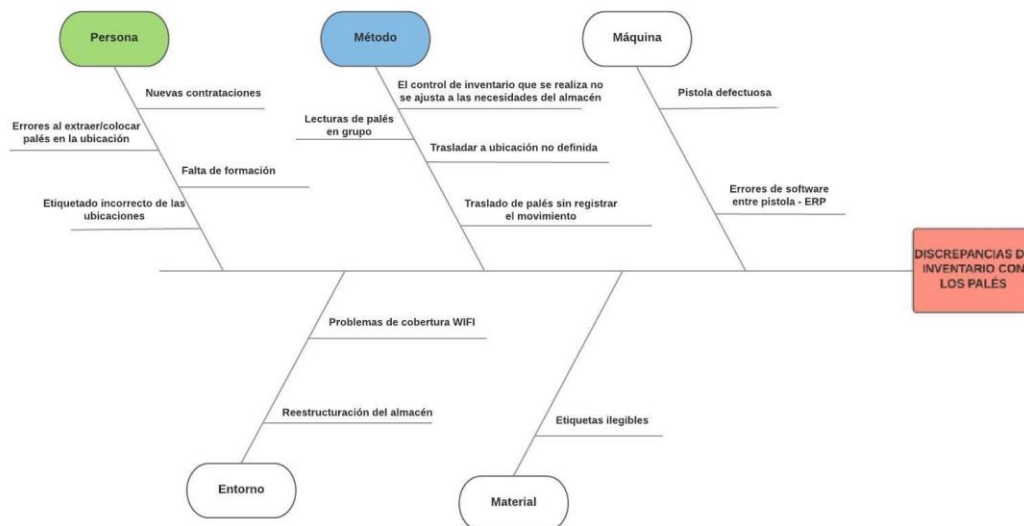 Persona
Método
Máquina
Nuevas contrataciones
Errores al extraer/colocar
palés en la ubicación
Falta de formación
Etiquetado incorrecto de las
ubicaciones
El control de inventario que se realiza no
se ajusta a las necesidades del almacén
Lecturas de palés
en grupo
Trasladar a ubicación no definida
Traslado de palés sin registrar
el movimiento
Pistola defectuosa
Errores de software
entre pistola - ERP
DISCREPANCIAS D
INVENTARIO CON
LOS PALÉS
Problemas de cobertura WIFI
Reestructuración del almacén
Etiquetas ilegibles
Entorno
Material